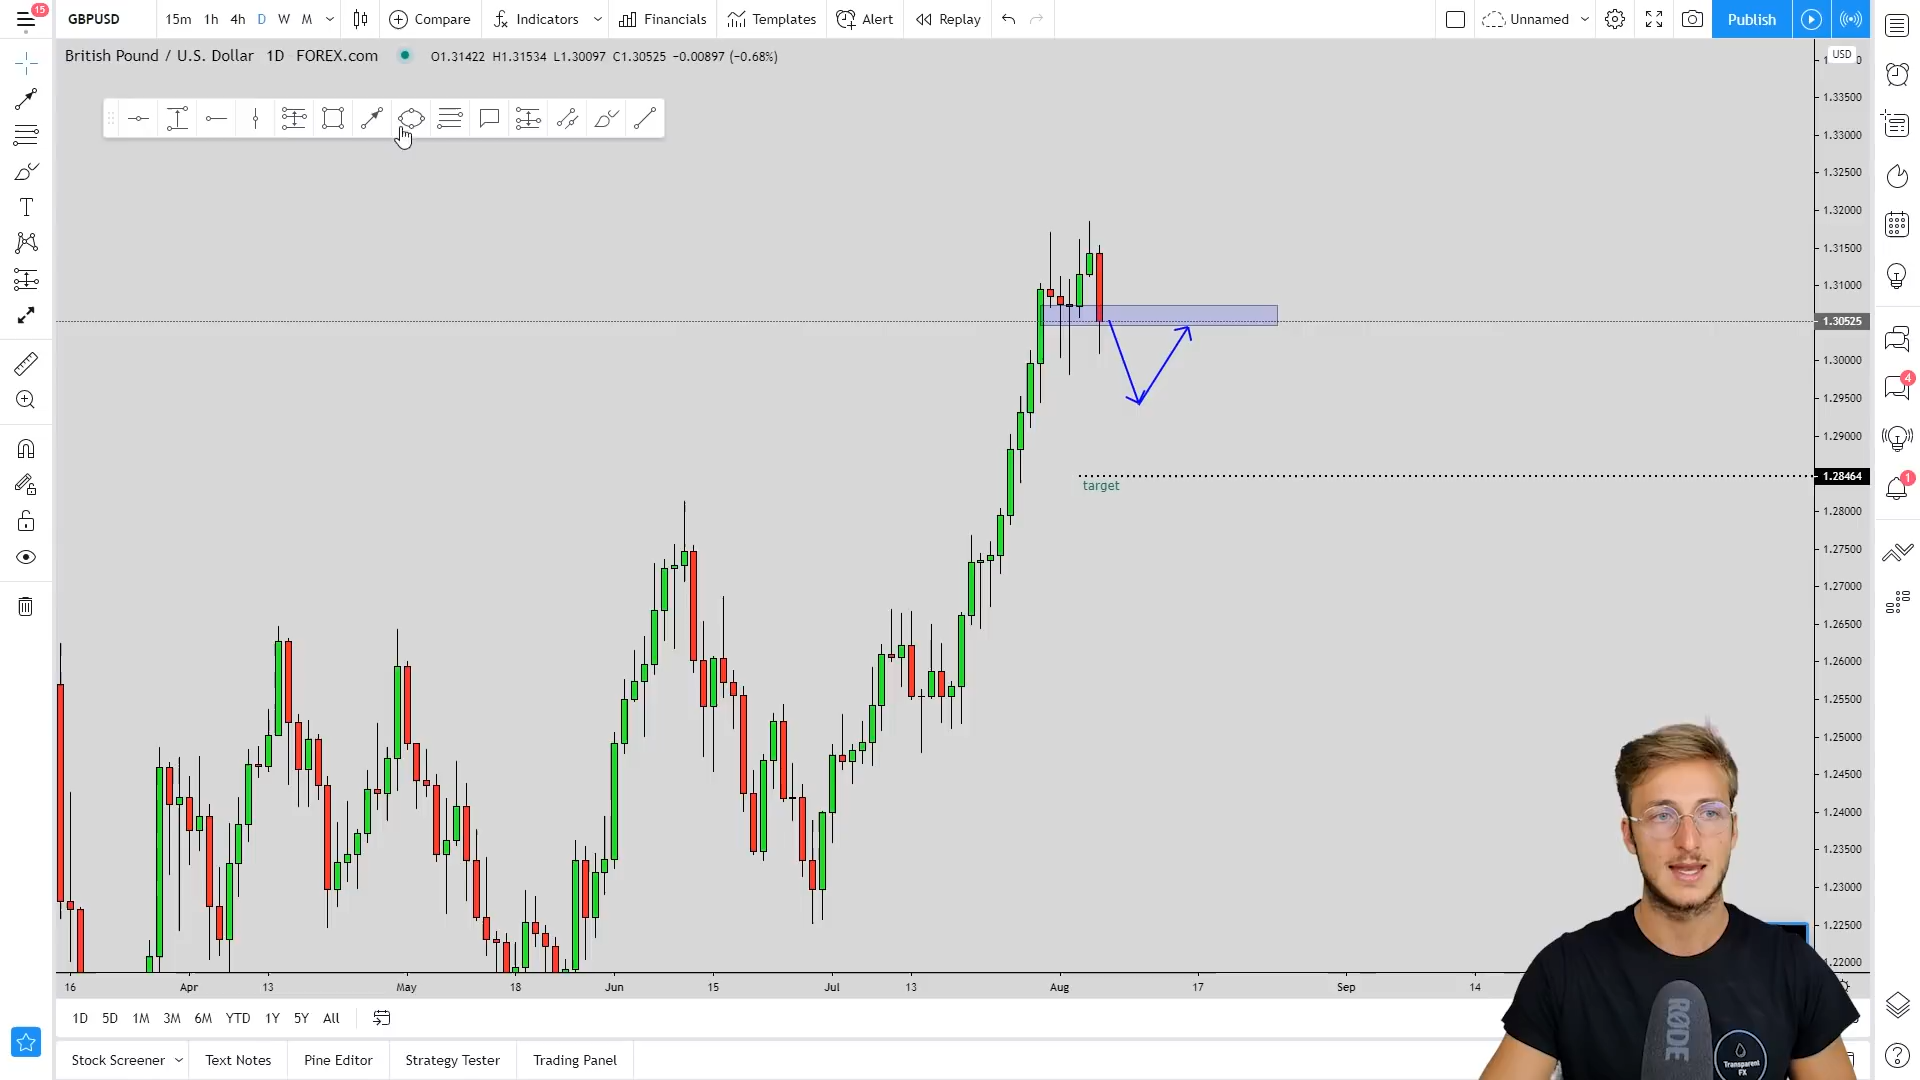 15
GBPUSD 15m 1h 4h D W M Compare Indicators Financials Templates Alert Replay Unnamed Publish
British Pound / U.S. Dollar 1D FOREX.com O1.31422 H1.31534 L1.30097 C1.30525 −0.00897 (−0.68%)
USD
1.33500
1.33000
1.32500
1.32000
1.31500
1.31000
1.30525
1.30000
1.29500
1.29000
1.28464
target
1.28000
1.27500
1.27000
1.26500
1.26000
1.25500
1.25000
1.24500
1.24000
1.23500
1.23000
1.22500
1.22000
4
1
16 Apr 13 May 18 Jun 15 Jul 13 Aug 17 Sep 14
1D 5D 1M 3M 6M YTD 1Y 5Y All
Stock Screener Text Notes Pine Editor Strategy Tester Trading Panel
RØDE
Transparent
FX